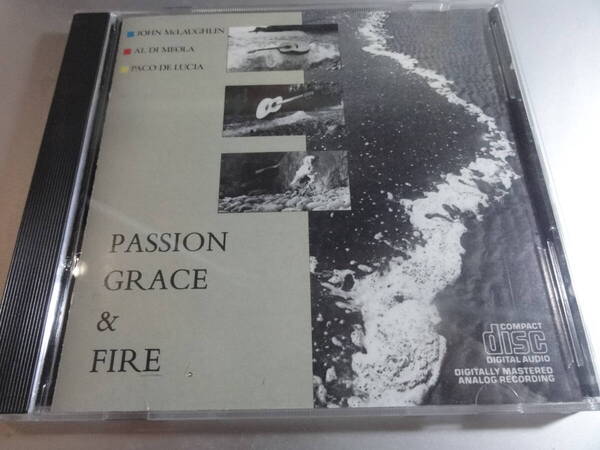 JOHN McLAUGHLIN
AL DI MEOLA
PACO DE LUCIA
PASSION
GRACE
&
FIRE
COMPACT
disc
DIGITAL AUDIO
DIGITALLY MASTERED
ANALOG RECORDING